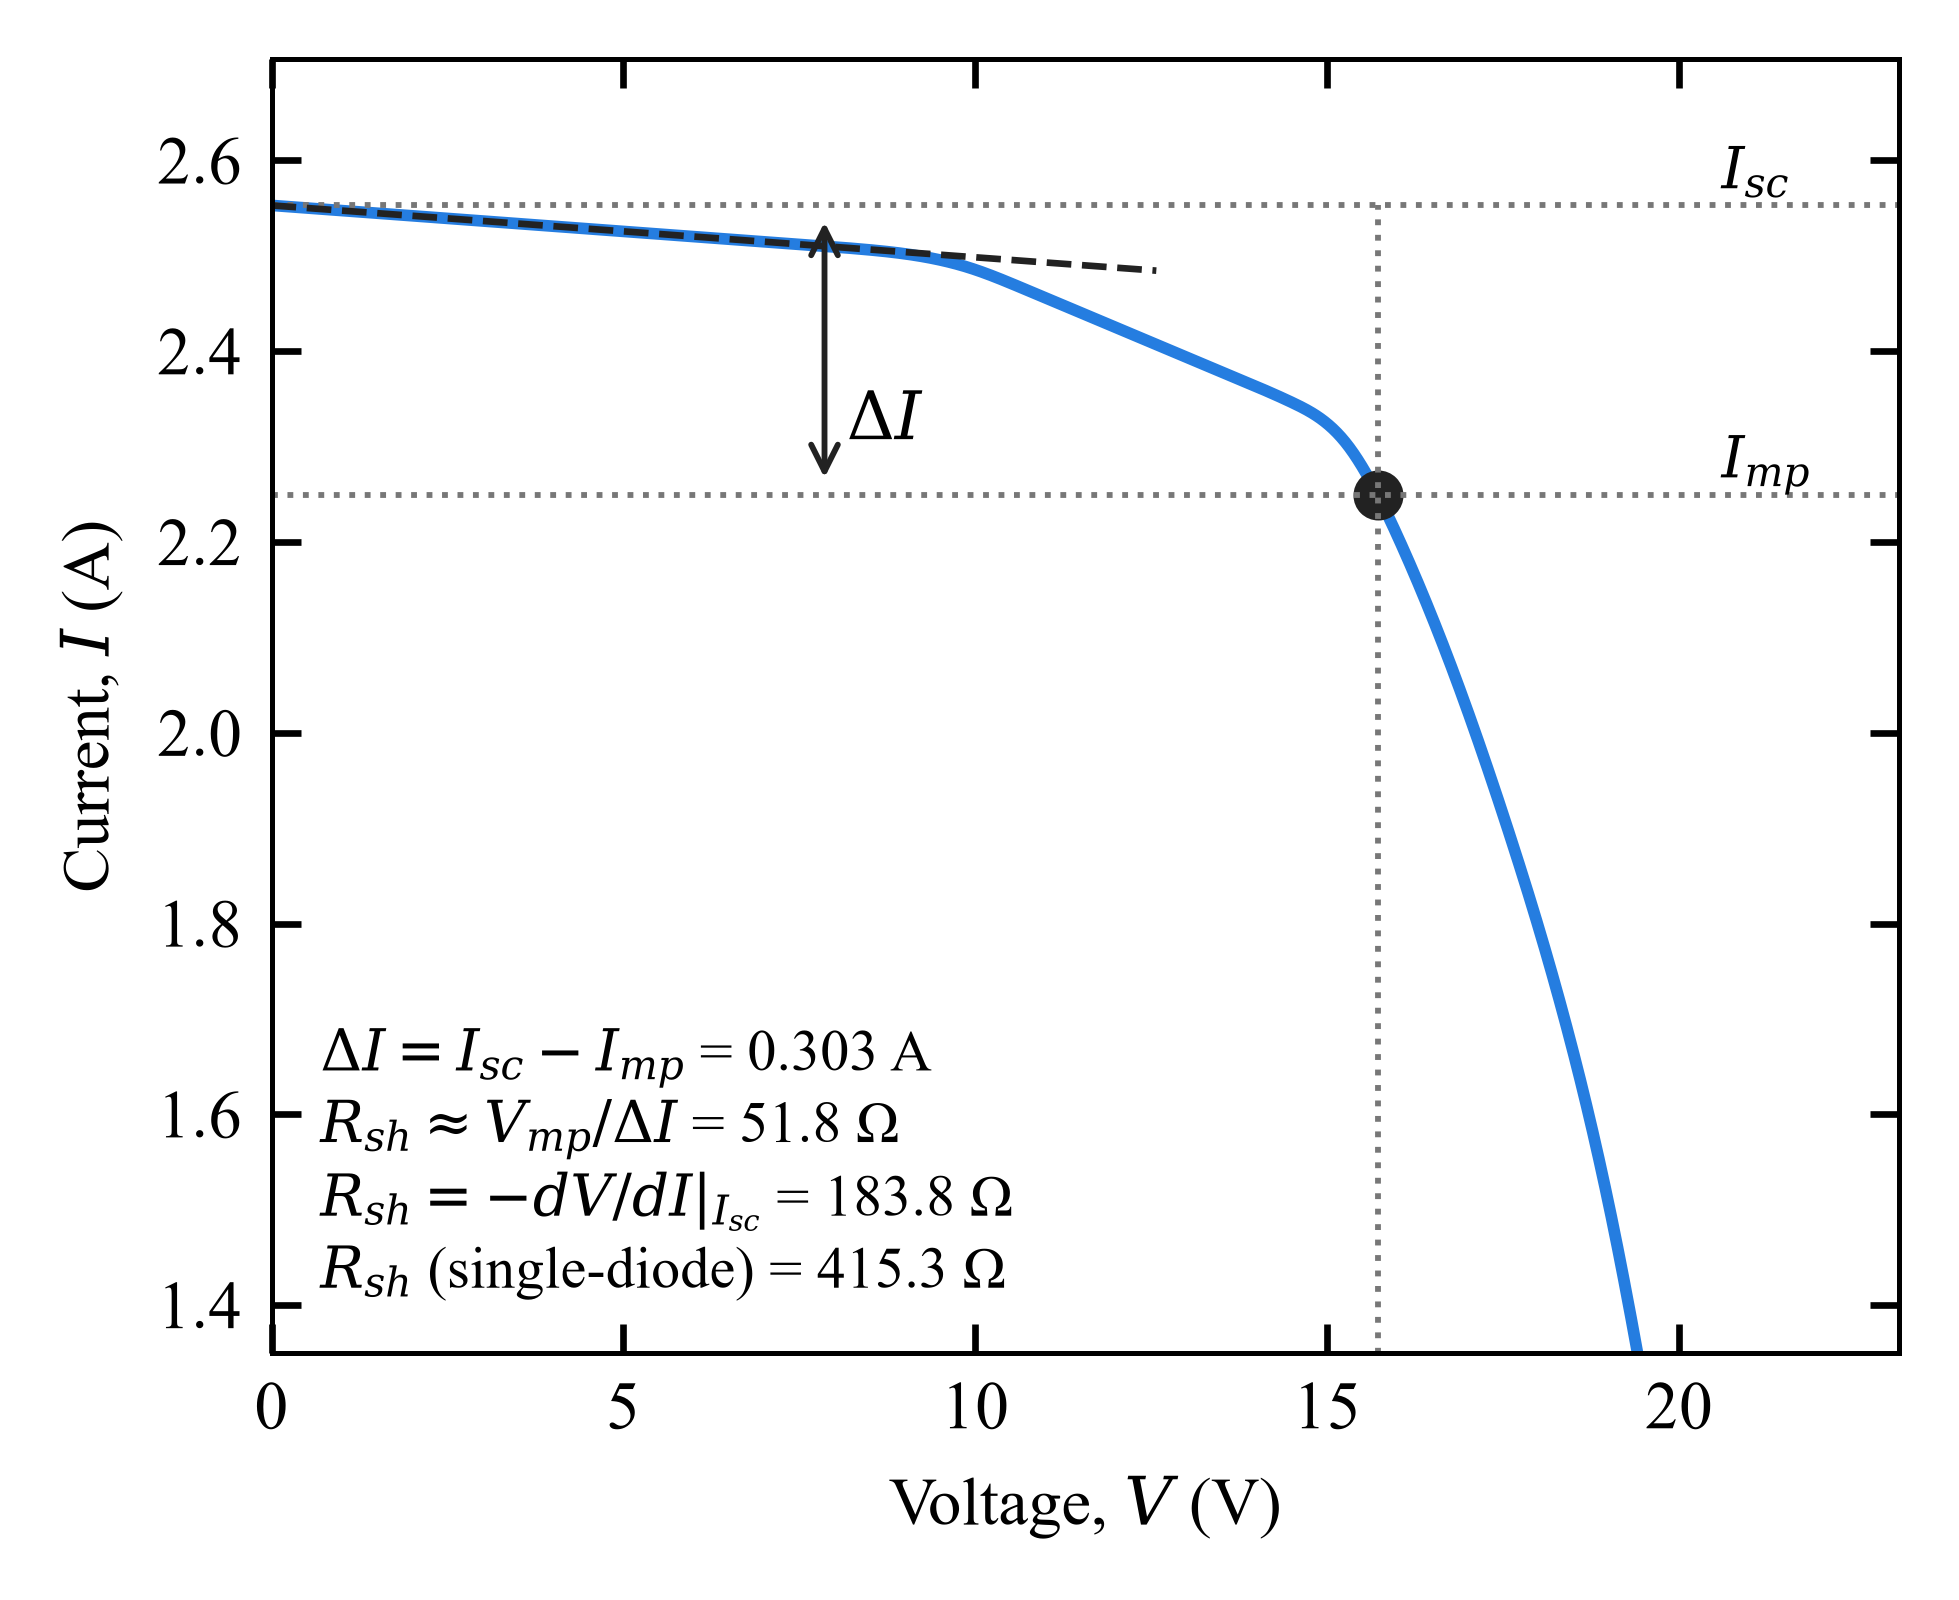 2.6
2.4
2.2
2.0
1.8
1.6
1.4
Current, I (A)
I_sc
I_mp
ΔI
ΔI = I_sc − I_mp = 0.303 A
R_sh ≈ V_mp/ΔI = 51.8 Ω
R_sh = −dV/dI|_I_sc = 183.8 Ω
R_sh (single-diode) = 415.3 Ω
0 5 10 15 20
Voltage, V (V)